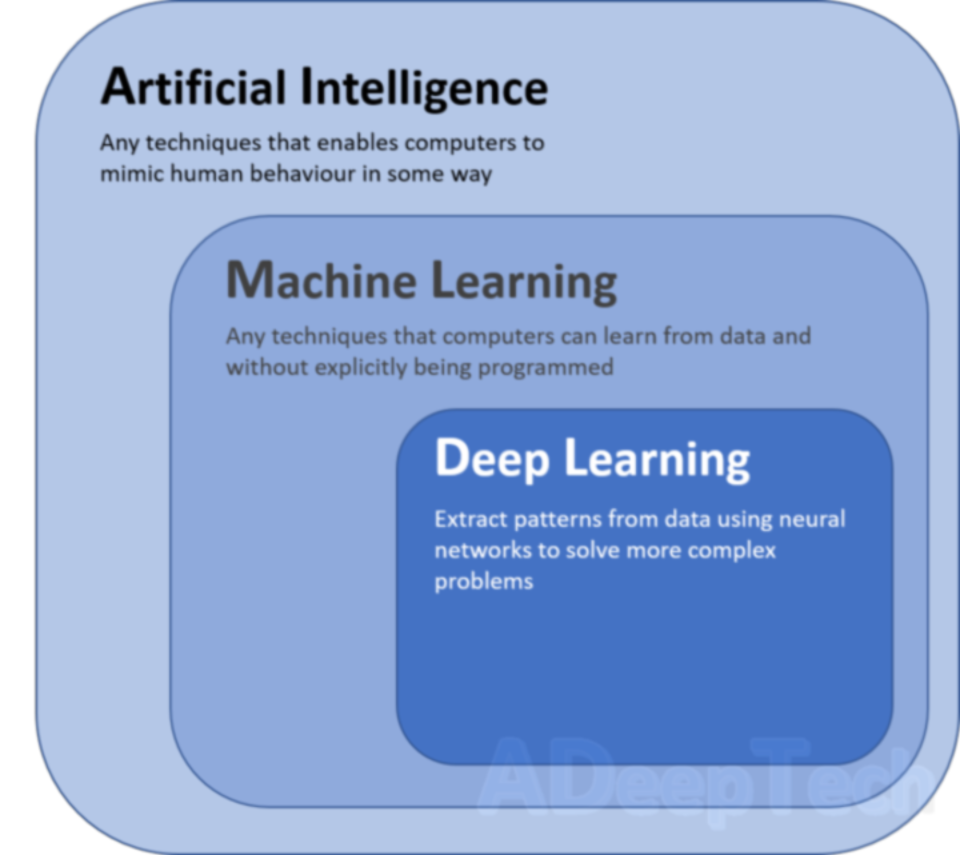 Artificial Intelligence
Any techniques that enables computers to
mimic human behaviour in some way
Machine Learning
Any techniques that computers can learn from data and
without explicitly being programmed
Deep Learning
Extract patterns from data using neural
networks to solve more complex
problems
ADeepTech